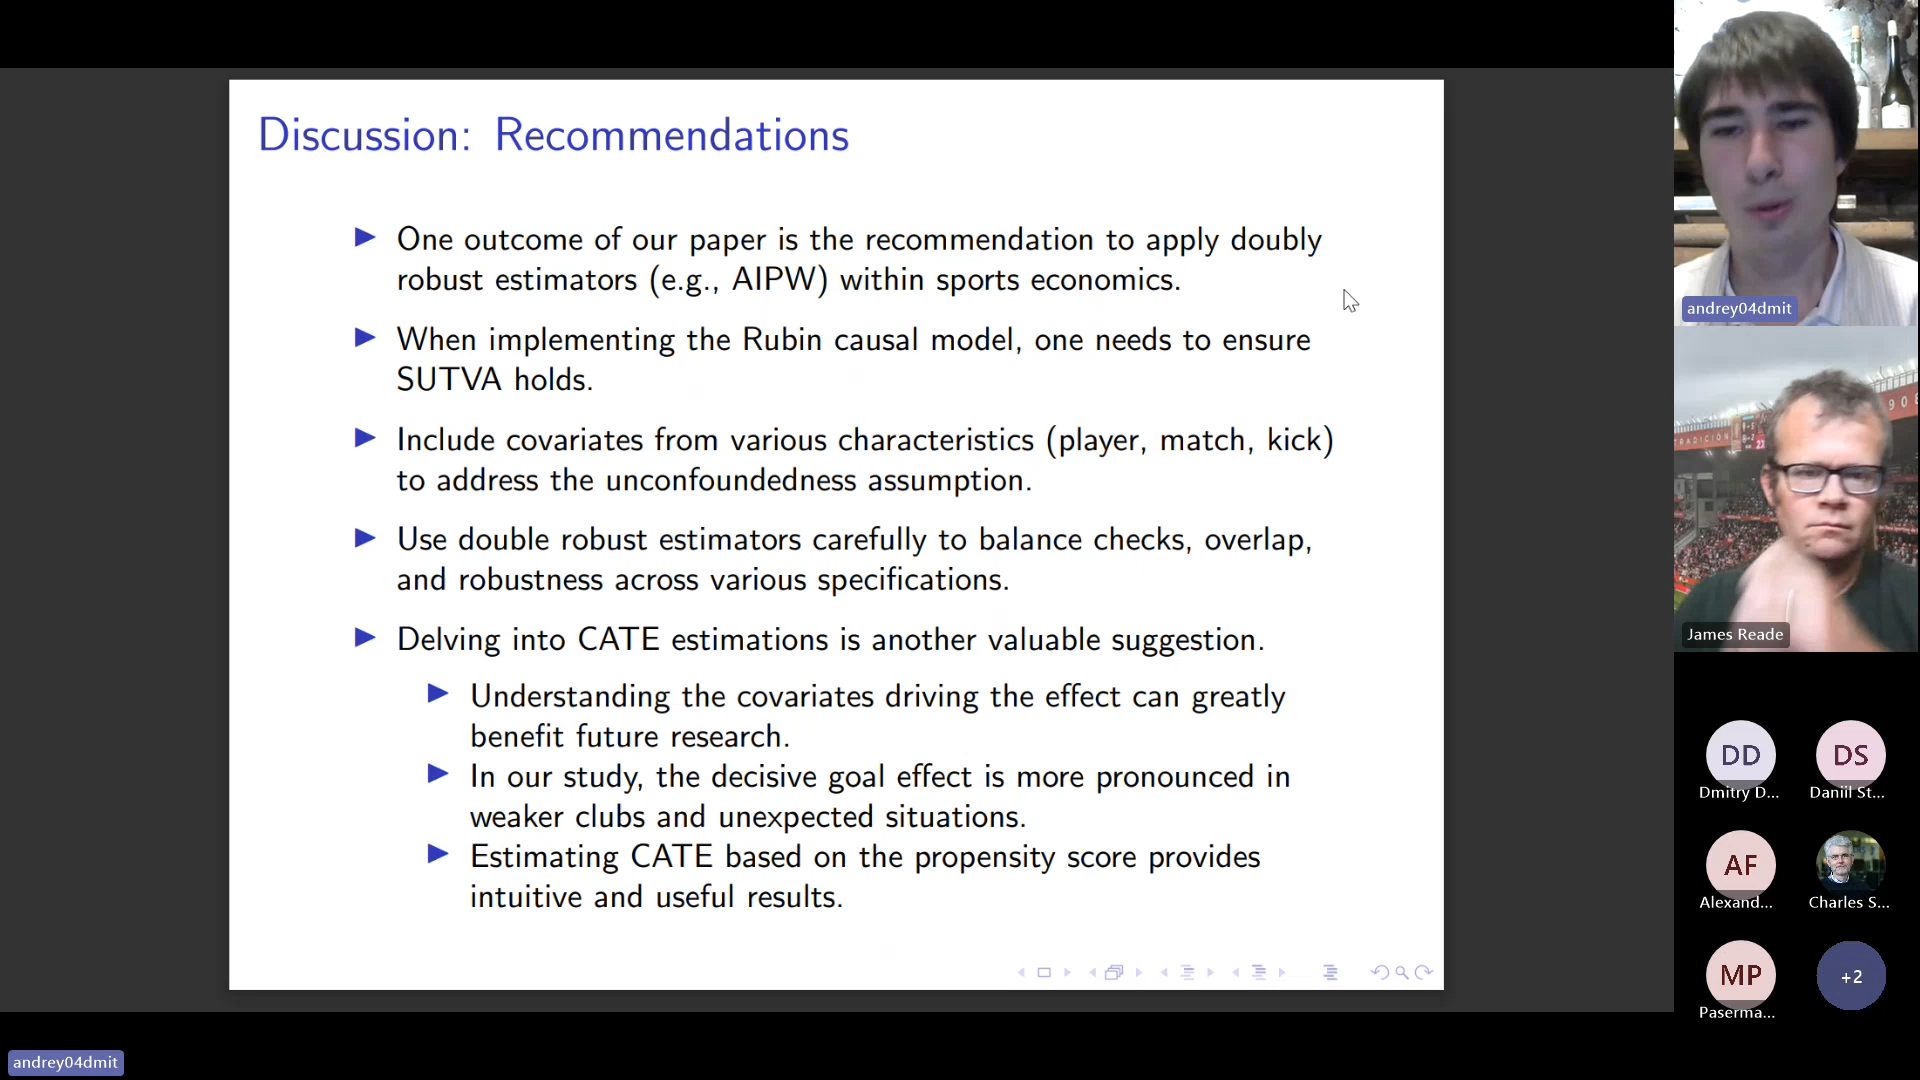 Discussion: Recommendations
One outcome of our paper is the recommendation to apply doubly
robust estimators (e.g., AIPW) within sports economics.
When implementing the Rubin causal model, one needs to ensure
SUTVA holds.
Include covariates from various characteristics (player, match, kick)
to address the unconfoundedness assumption.
Use double robust estimators carefully to balance checks, overlap,
and robustness across various specifications.
Delving into CATE estimations is another valuable suggestion.
Understanding the covariates driving the effect can greatly
benefit future research.
In our study, the decisive goal effect is more pronounced in
weaker clubs and unexpected situations.
Estimating CATE based on the propensity score provides
intuitive and useful results.
andrey04dmit
TRADICIÓN
908
James Reade
DD
Dmitry D...
DS
Daniil St...
AF
Alexand...
Charles S...
MP
Paserma...
+2
andrey04dmit